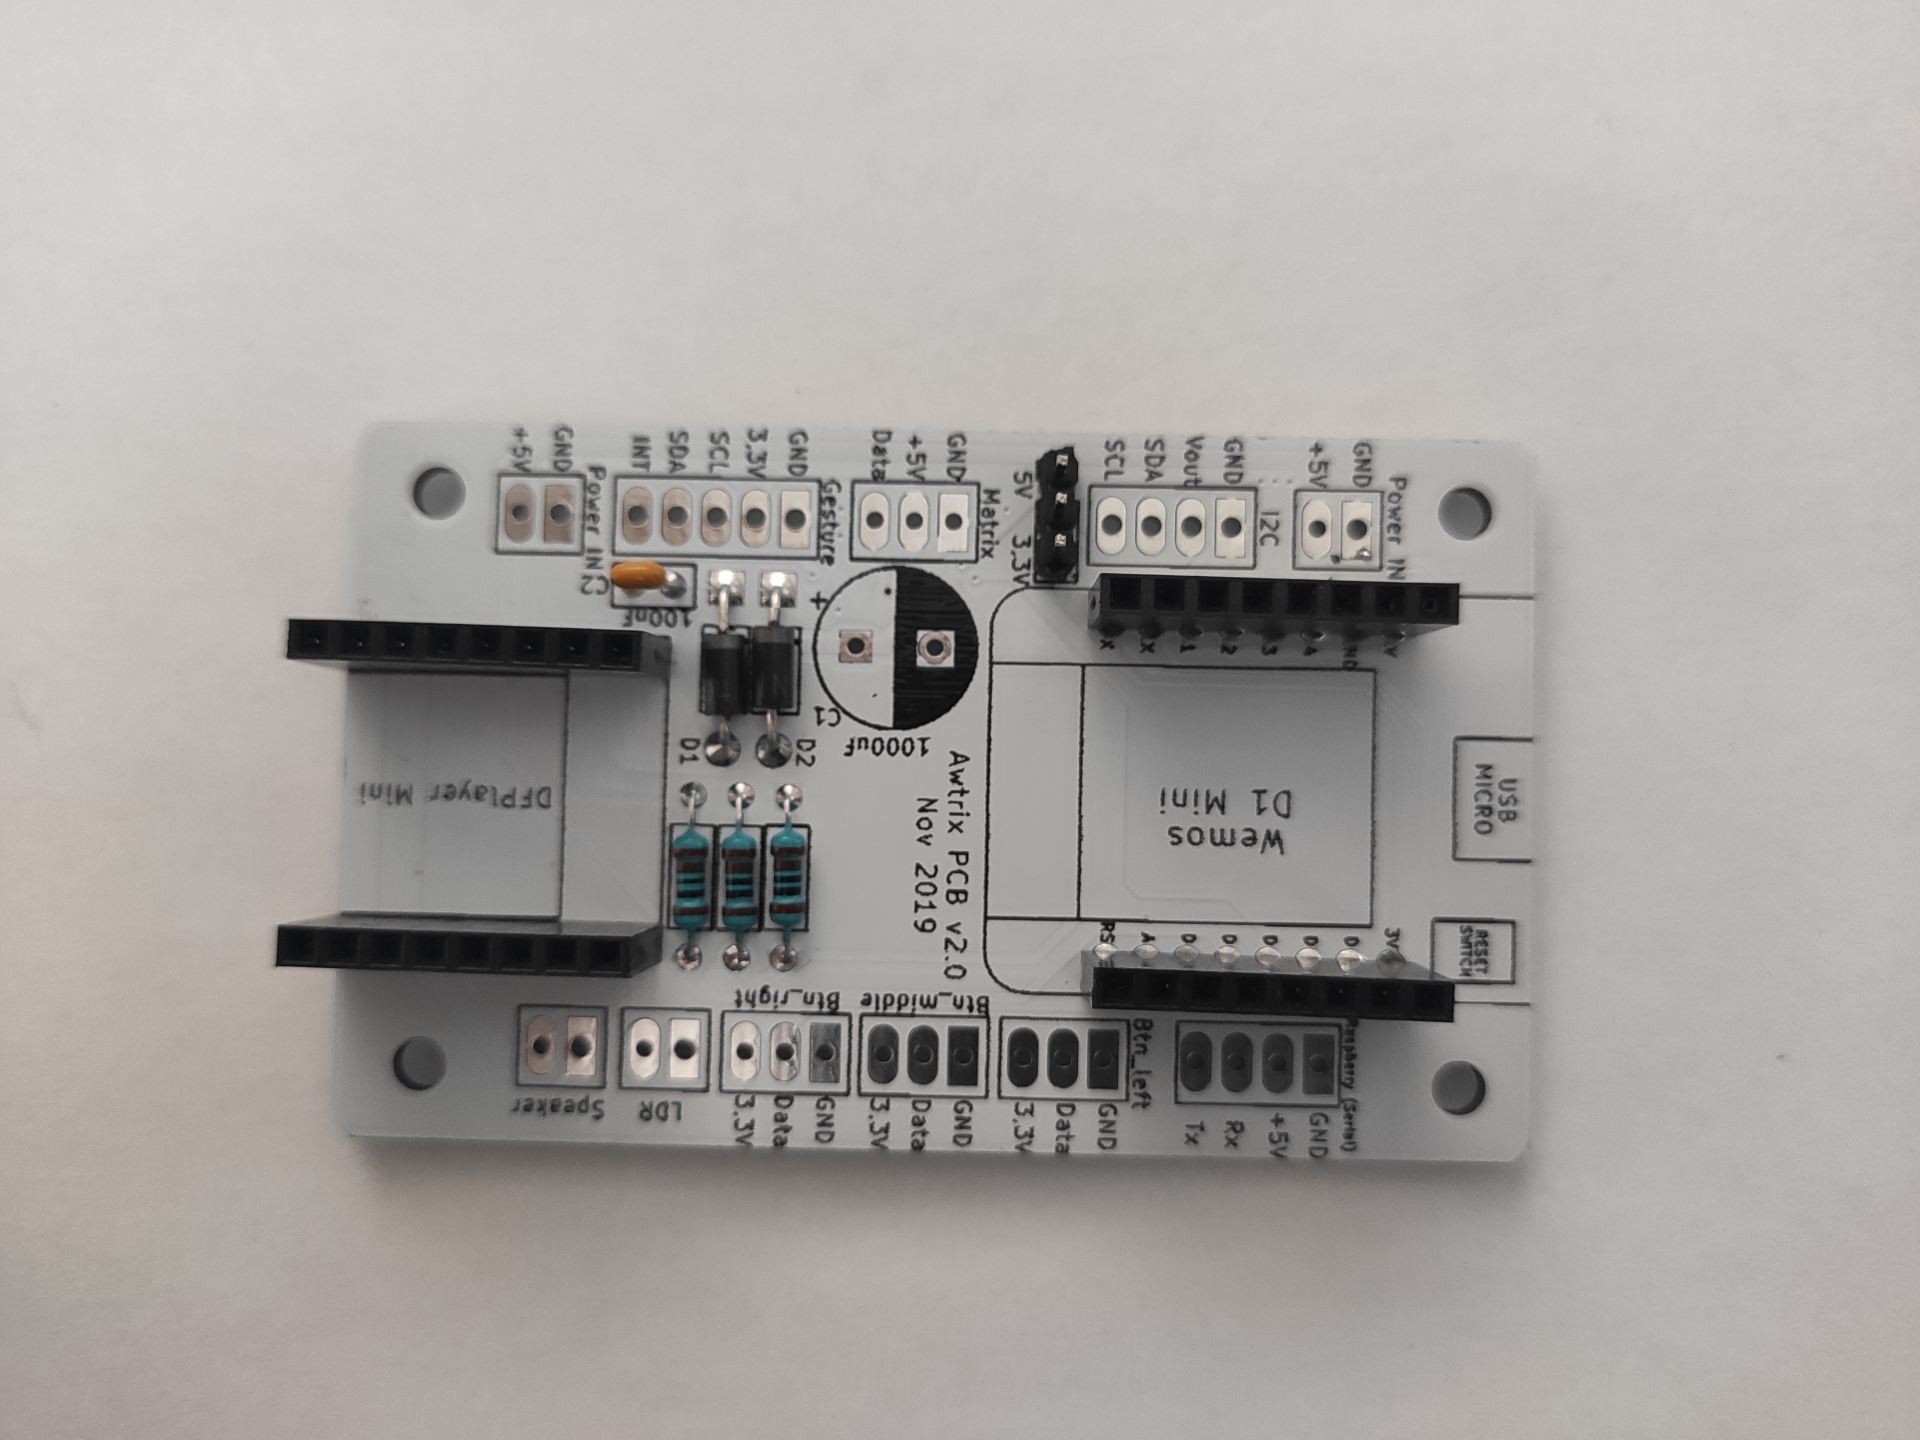 +5V
GND
Power IN
INT
SDA
SCL
3.3V
GND
Gesture
Data
+5V
GND
Matrix
5V
3.3V
SCL
SDA
Vout
GND
I2C
+5V
GND
Power IN
C2
100nF
+
C1
1000uF
D1
D2
DFPlayer Mini
Awtrix PCB v2.0
Nov 2019
Wemos
D1 Mini
USB
MICRO
RESET
SWITCH
Speaker
LDR
Btn_right
3.3V
Data
GND
Btn_middle
3.3V
Data
GND
Btn_left
3.3V
Data
GND
Tx
Rx
+5V
GND
(Serial)